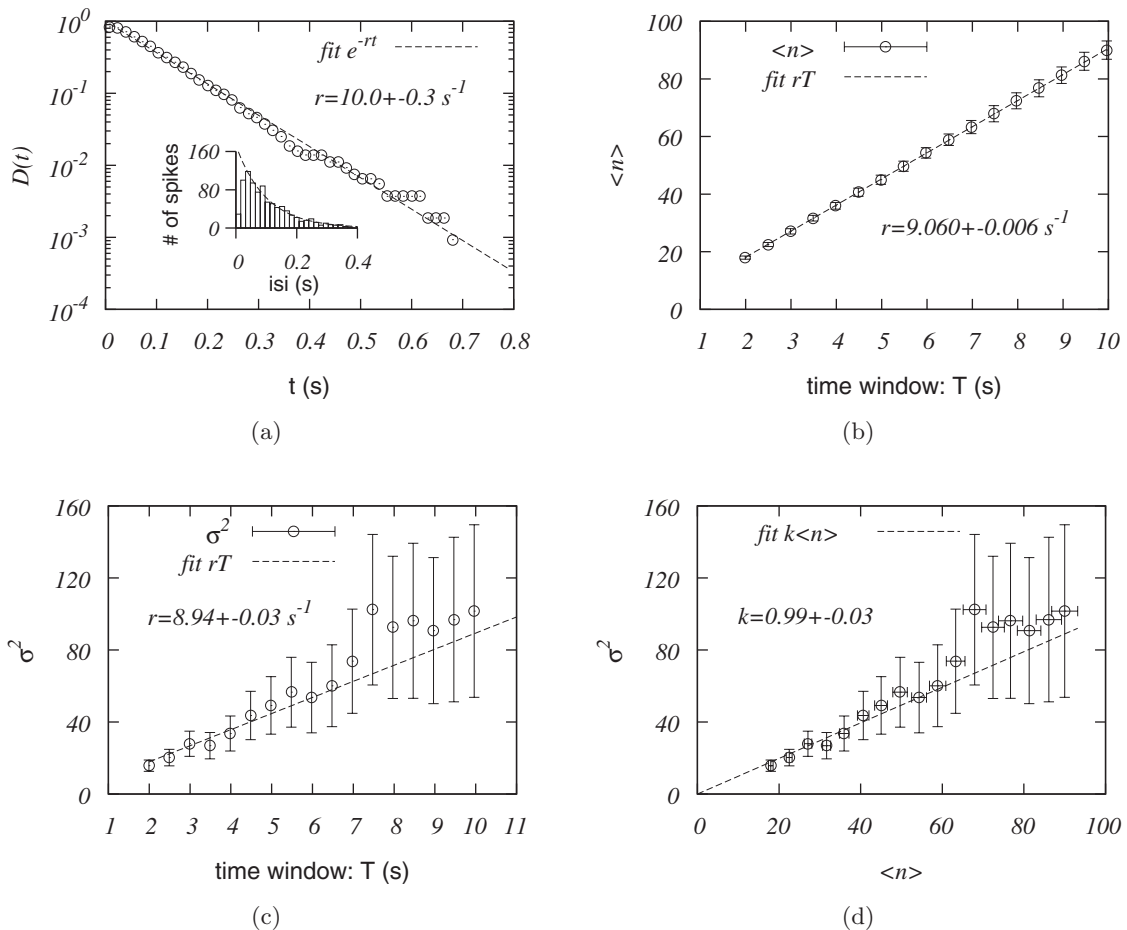 10^0
10^-1
10^-2
10^-3
10^-4
D(t)
fit e^-rt
r=10.0+-0.3 s^-1
160
80
0
# of spikes
0 0.2 0.4
isi (s)
0 0.1 0.2 0.3 0.4 0.5 0.6 0.7 0.8
t (s)
(a)
100
80
60
40
20
0
<n>
<n>
fit rT
r=9.060+-0.006 s^-1
1 2 3 4 5 6 7 8 9 10
time window: T (s)
(b)
160
120
80
40
0
σ^2
σ^2
fit rT
r=8.94+-0.03 s^-1
1 2 3 4 5 6 7 8 9 10 11
time window: T (s)
(c)
160
120
80
40
0
σ^2
fit k<n>
k=0.99+-0.03
0 20 40 60 80 100
<n>
(d)